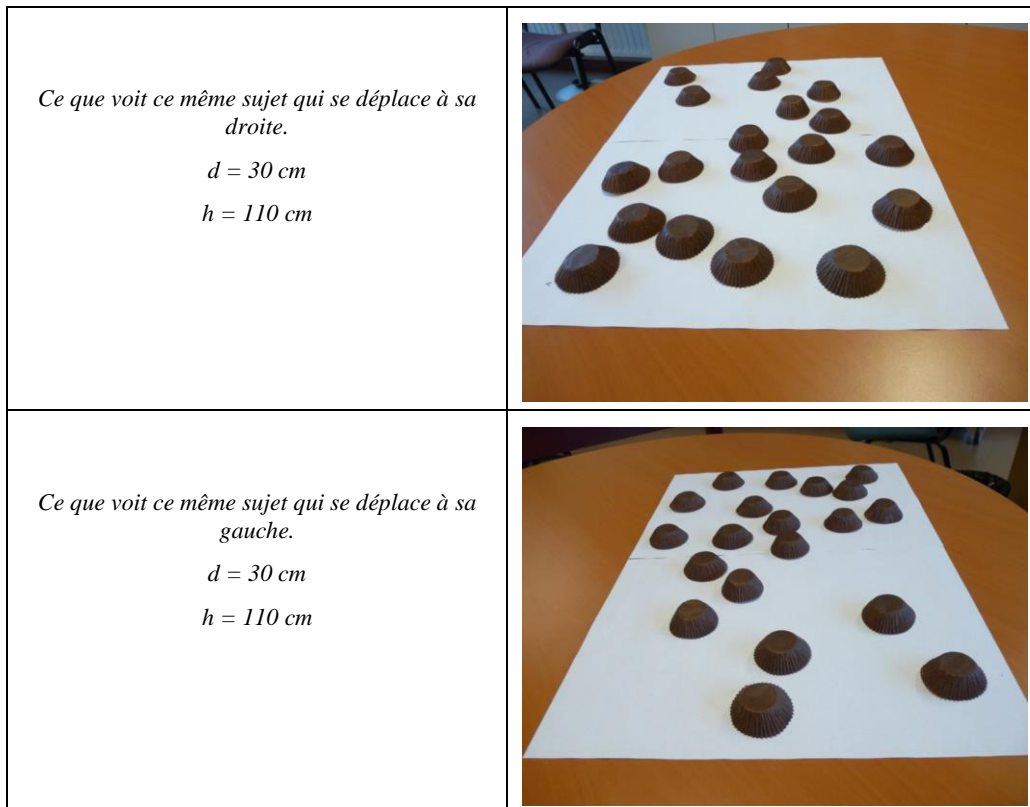 Ce que voit ce même sujet qui se déplace à sa
droite.
d = 30 cm
h = 110 cm
Ce que voit ce même sujet qui se déplace à sa
gauche.
d = 30 cm
h = 110 cm